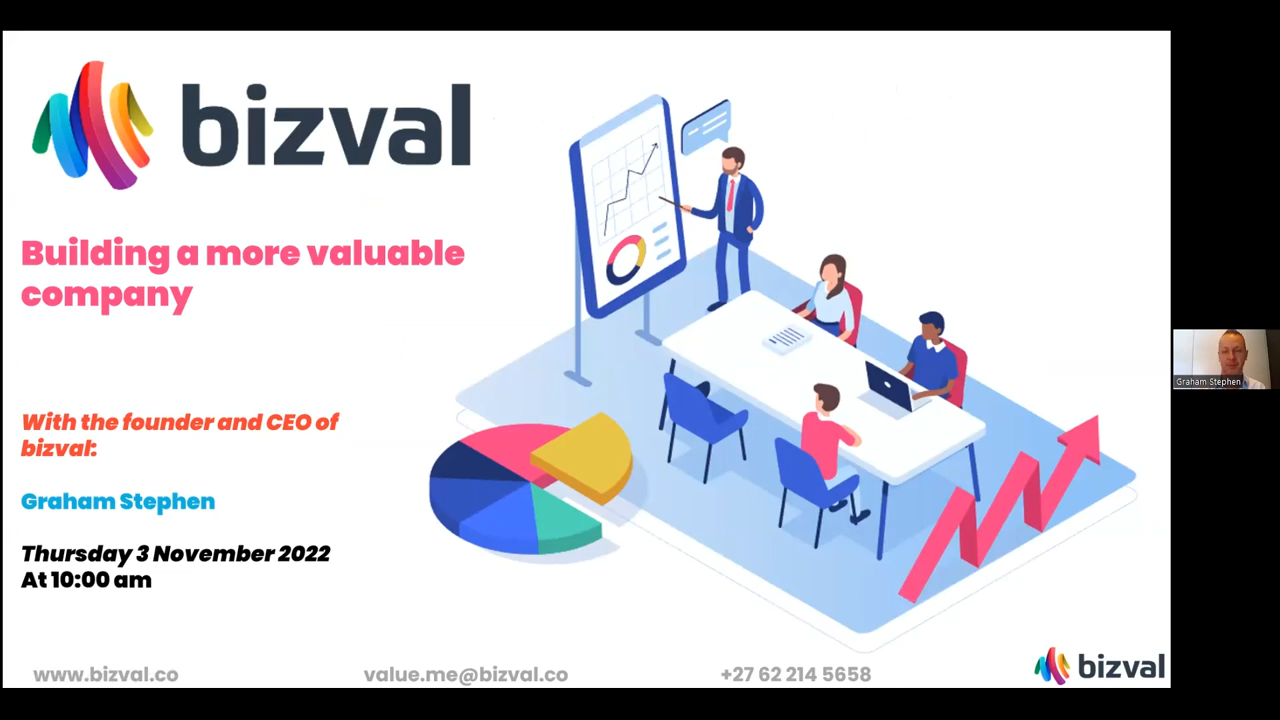 bizval
Building a more valuable
company
With the founder and CEO of
bizval:
Graham Stephen
Thursday 3 November 2022
At 10:00 am
Graham Stephen
www.bizval.co
value.me@bizval.co
+27 62 214 5658
bizval